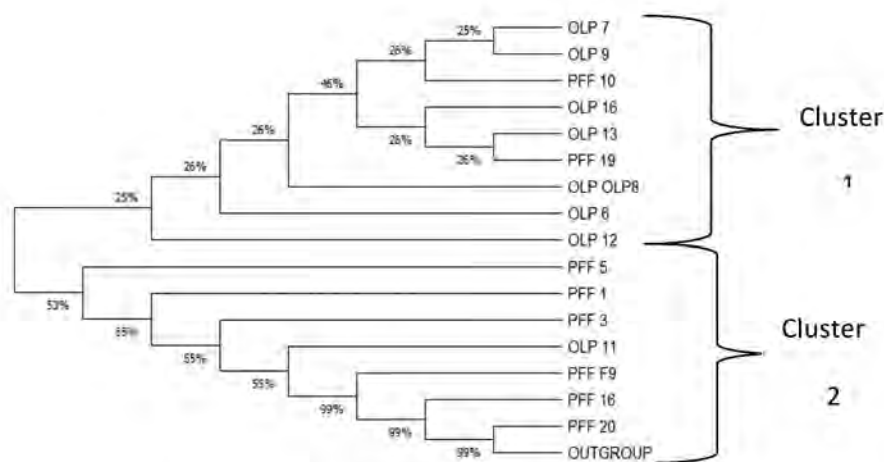 OLP 7
25%
26%
OLP 9
PFF 10
46%
OLP 16
Cluster
26%
OLP 13
26%
26%
PFF 19
1
26%
OLP OLP8
25%
OLP 6
OLP 12
PFF 5
53%
PFF 1
PFF 3
Cluster
55%
OLP 11
55%
PFF F9
99%
PFF 16
2
99%
PFF 20
99%
OUTGROUP